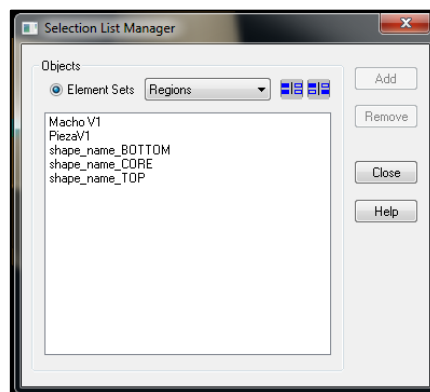 Selection List Manager
Objects
Element Sets
Regions
Add
Remove
Macho V1
PiezaV1
shape_name_BOTTOM
shape_name_CORE
shape_name_TOP
Close
Help